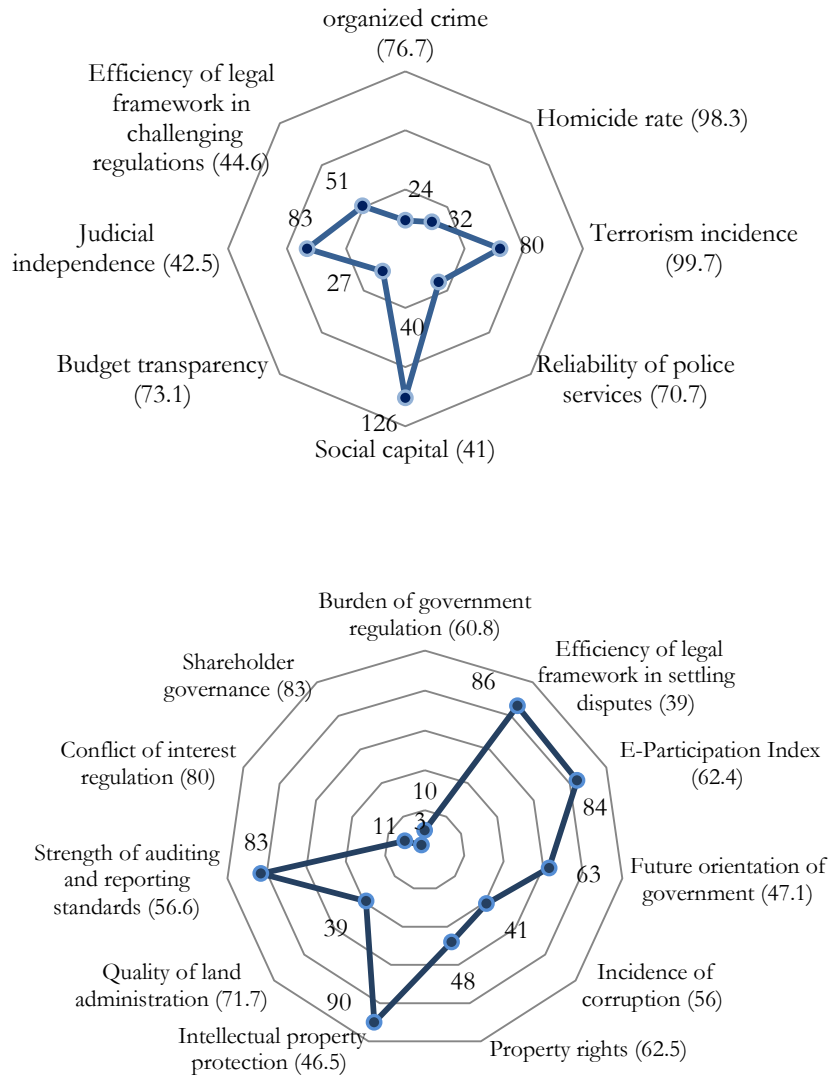 organized crime
(76.7)
Efficiency of legal
framework in
challenging
regulations (44.6)
Homicide rate (98.3)
51
24
83
32
80
Judicial
independence (42.5)
Terrorism incidence
(99.7)
27
40
Budget transparency
(73.1)
Reliability of police
services (70.7)
126
Social capital (41)
Burden of government
regulation (60.8)
Efficiency of legal
framework in settling
disputes (39)
Shareholder
governance (83)
86
E-Participation Index
(62.4)
Conflict of interest
regulation (80)
10
84
11
3
83
Strength of auditing
and reporting
standards (56.6)
63
Future orientation of
government (47.1)
39
41
48
Quality of land
administration (71.7)
Incidence of
corruption (56)
90
Intellectual property
protection (46.5)
Property rights (62.5)